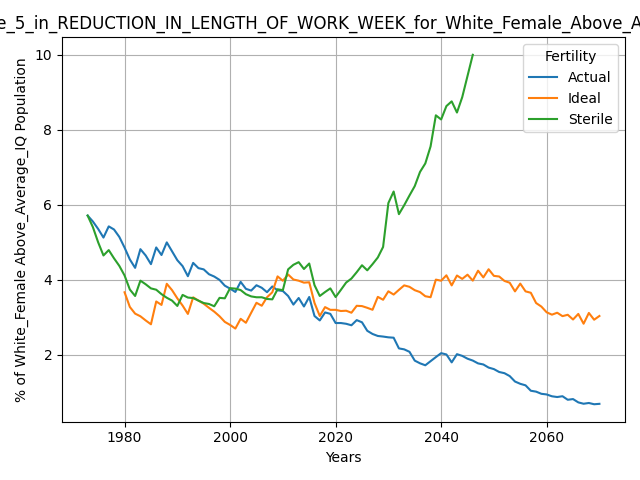 e_5_in_REDUCTION_IN_LENGTH_OF_WORK_WEEK_for_White_Female_Above_A
10
8
6
4
2
% of White_Female Above_Average_IQ Population
Fertility
Actual
Ideal
Sterile
1980 2000 2020 2040 2060
Years